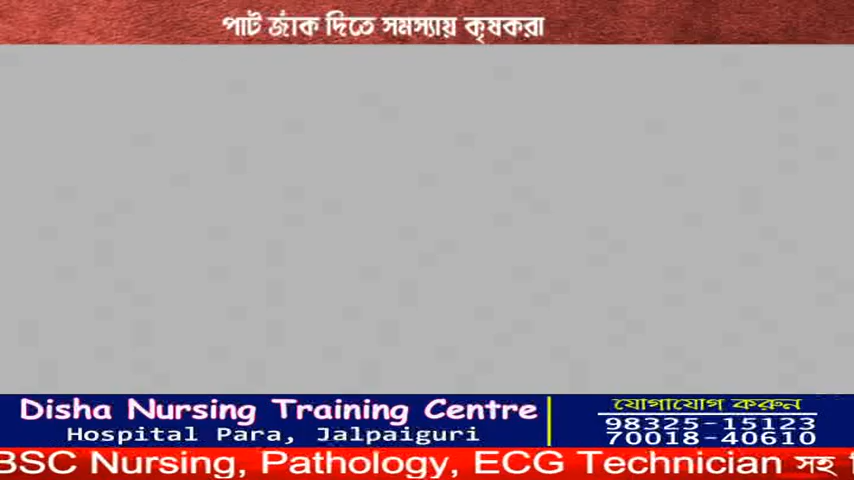 পাট জাঁক দিতে সমস্যায় কৃষকরা
Disha Nursing Training Centre
Hospital Para, Jalpaiguri
যোগাযোগ করুন
98325-15123
70018-40610
BSC Nursing, Pathology, ECG Technician সহ